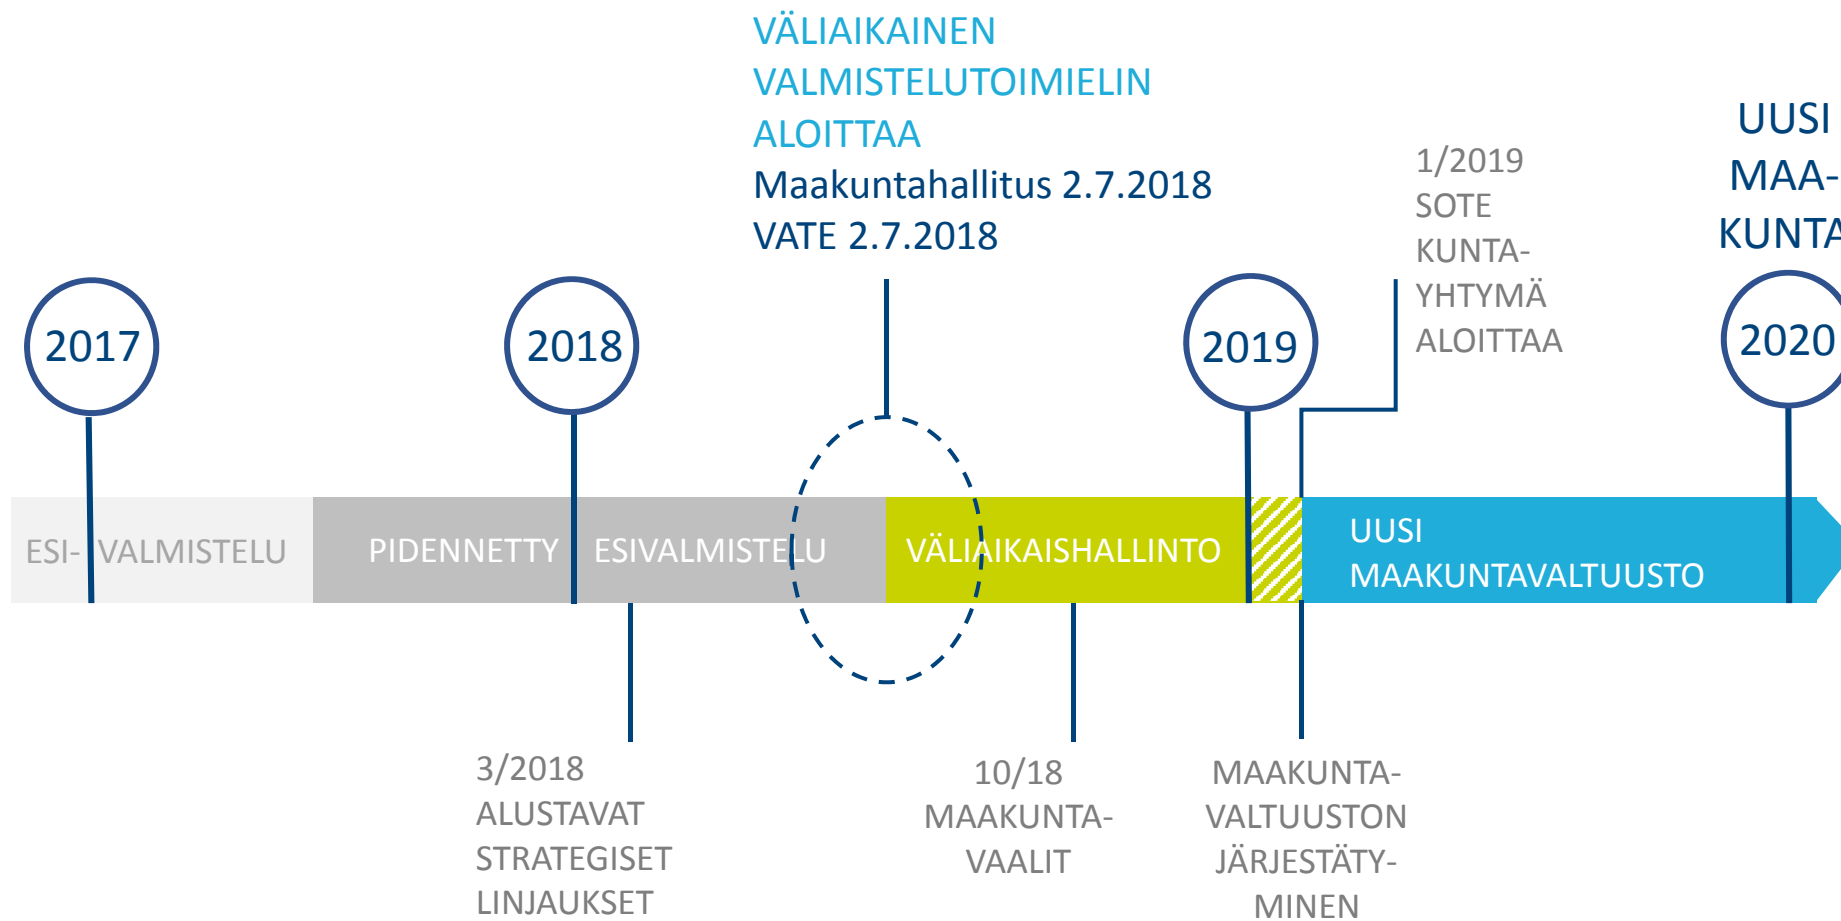 VÄLIAIKAINEN
VALMISTELUTOIMIELIN
ALOITTAA
Maakuntahallitus 2.7.2018
VATE 2.7.2018
1/2019
SOTE
KUNTA-
YHTYMÄ
ALOITTAA
UUSI
MAA-
KUNTA
2017
2018
2019
2020
ESI- VALMISTELU
PIDENNETTY ESIVALMISTELU
VÄLIAIKAISHALLINTO
UUSI
MAAKUNTAVALTUUSTO
3/2018
ALUSTAVAT
STRATEGISET
LINJAUKSET
10/18
MAAKUNTA-
VAALIT
MAAKUNTA-
VALTUUSTON
JÄRJESTÄTY-
MINEN